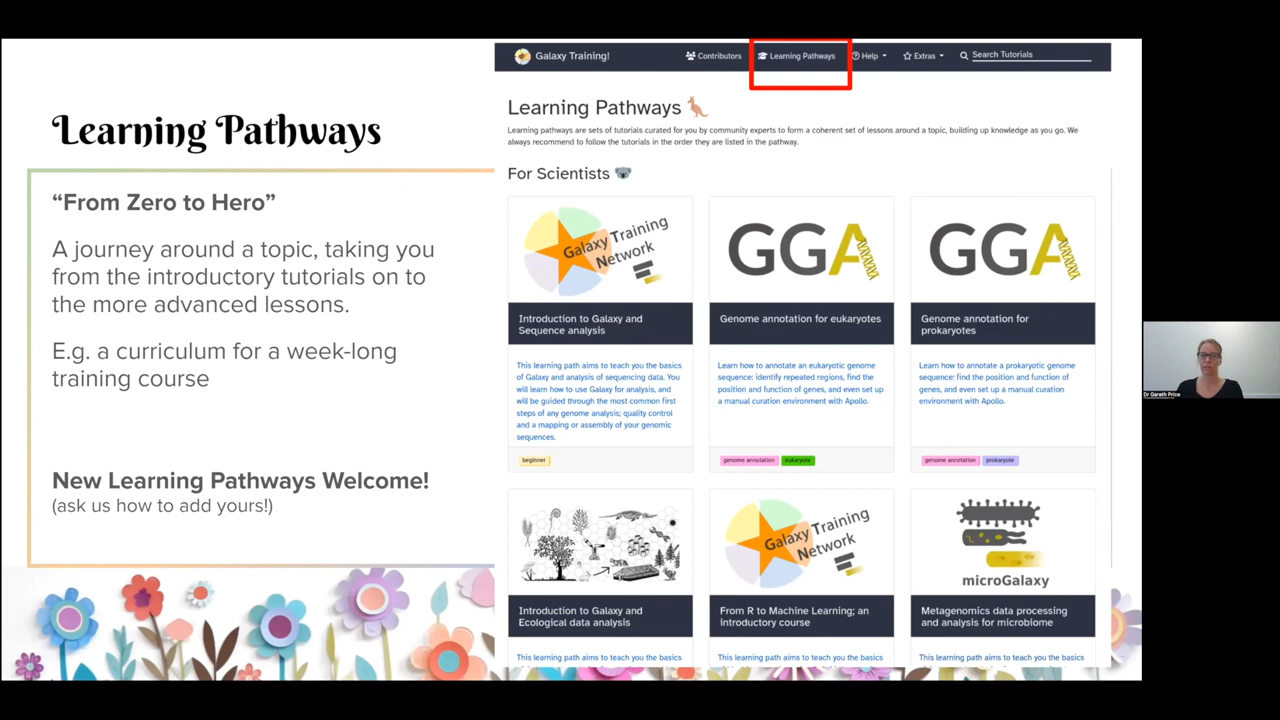 Learning Pathways
“From Zero to Hero”
A journey around a topic, taking you
from the introductory tutorials on to
the more advanced lessons.
E.g. a curriculum for a week-long
training course
New Learning Pathways Welcome!
(ask us how to add yours!)
Galaxy Training!
Contributors
Learning Pathways
Help
Extras
Search Tutorials
Learning Pathways
Learning pathways are sets of tutorials curated for you by community experts to form a coherent set of lessons around a topic, building up knowledge as you go. We
always recommend to follow the tutorials in the order they are listed in the pathway.
For Scientists
Galaxy Training
Network
Introduction to Galaxy and
Sequence analysis
This learning path aims to teach you the basics
of Galaxy and analysis of sequencing data. You
will learn how to use Galaxy for analysis, and
will be guided through the most common first
steps of any genome analysis; quality control
and a mapping or assembly of your genomic
sequences.
beginner
GGA
Genome annotation for eukaryotes
Learn how to annotate an eukaryotic genome
sequence: identify repeated regions, find the
position and function of genes, and even set up
a manual curation environment with Apollo.
genome annotation
eukaryote
GGA
Genome annotation for
prokaryotes
Learn how to annotate a prokaryotic genome
sequence: find the position and function of
genes, and even set up a manual curation
environment with Apollo.
genome annotation
prokaryote
Introduction to Galaxy and
Ecological data analysis
This learning path aims to teach you the basics
Galaxy Training
Network
From R to Machine Learning; an
introductory course
This learning path aims to teach you the basics
microGalaxy
Metagenomics data processing
and analysis for microbiome
This learning path aims to teach you the basics
Dr Gareth Price